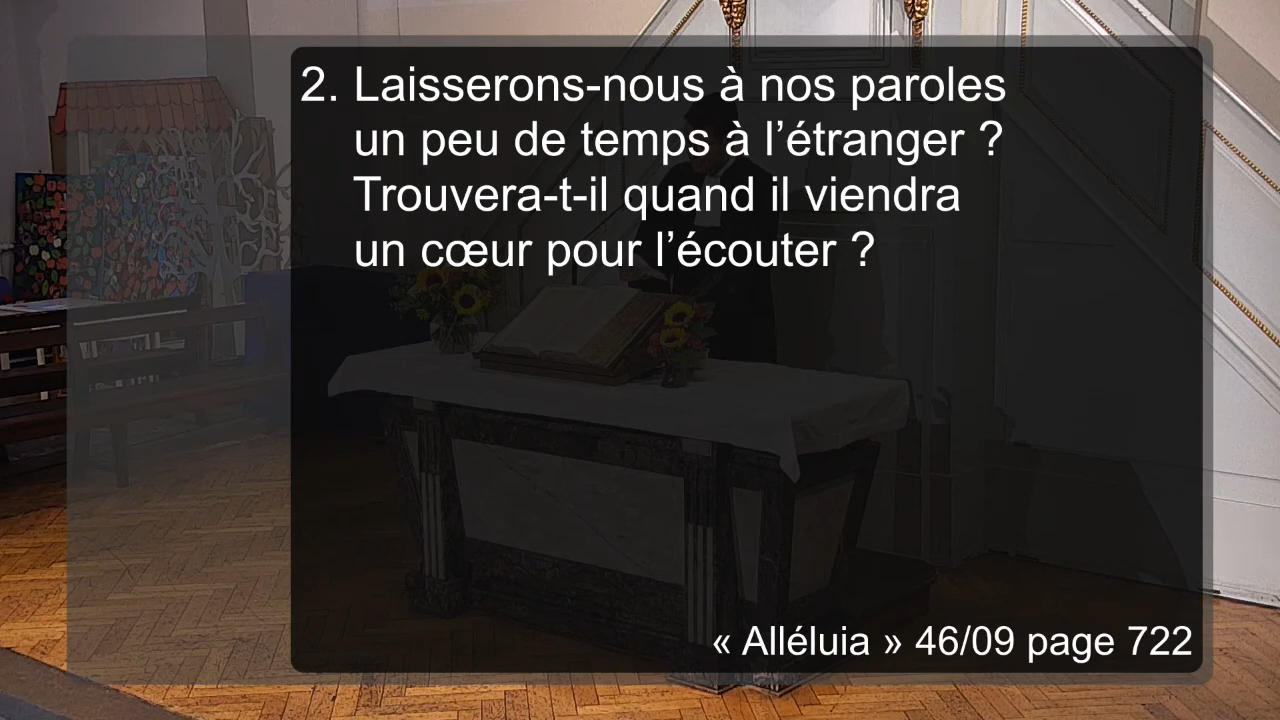 2. Laisserons-nous à nos paroles
un peu de temps à l’étranger ?
Trouvera-t-il quand il viendra
un cœur pour l’écouter ?
« Alléluia » 46/09 page 722